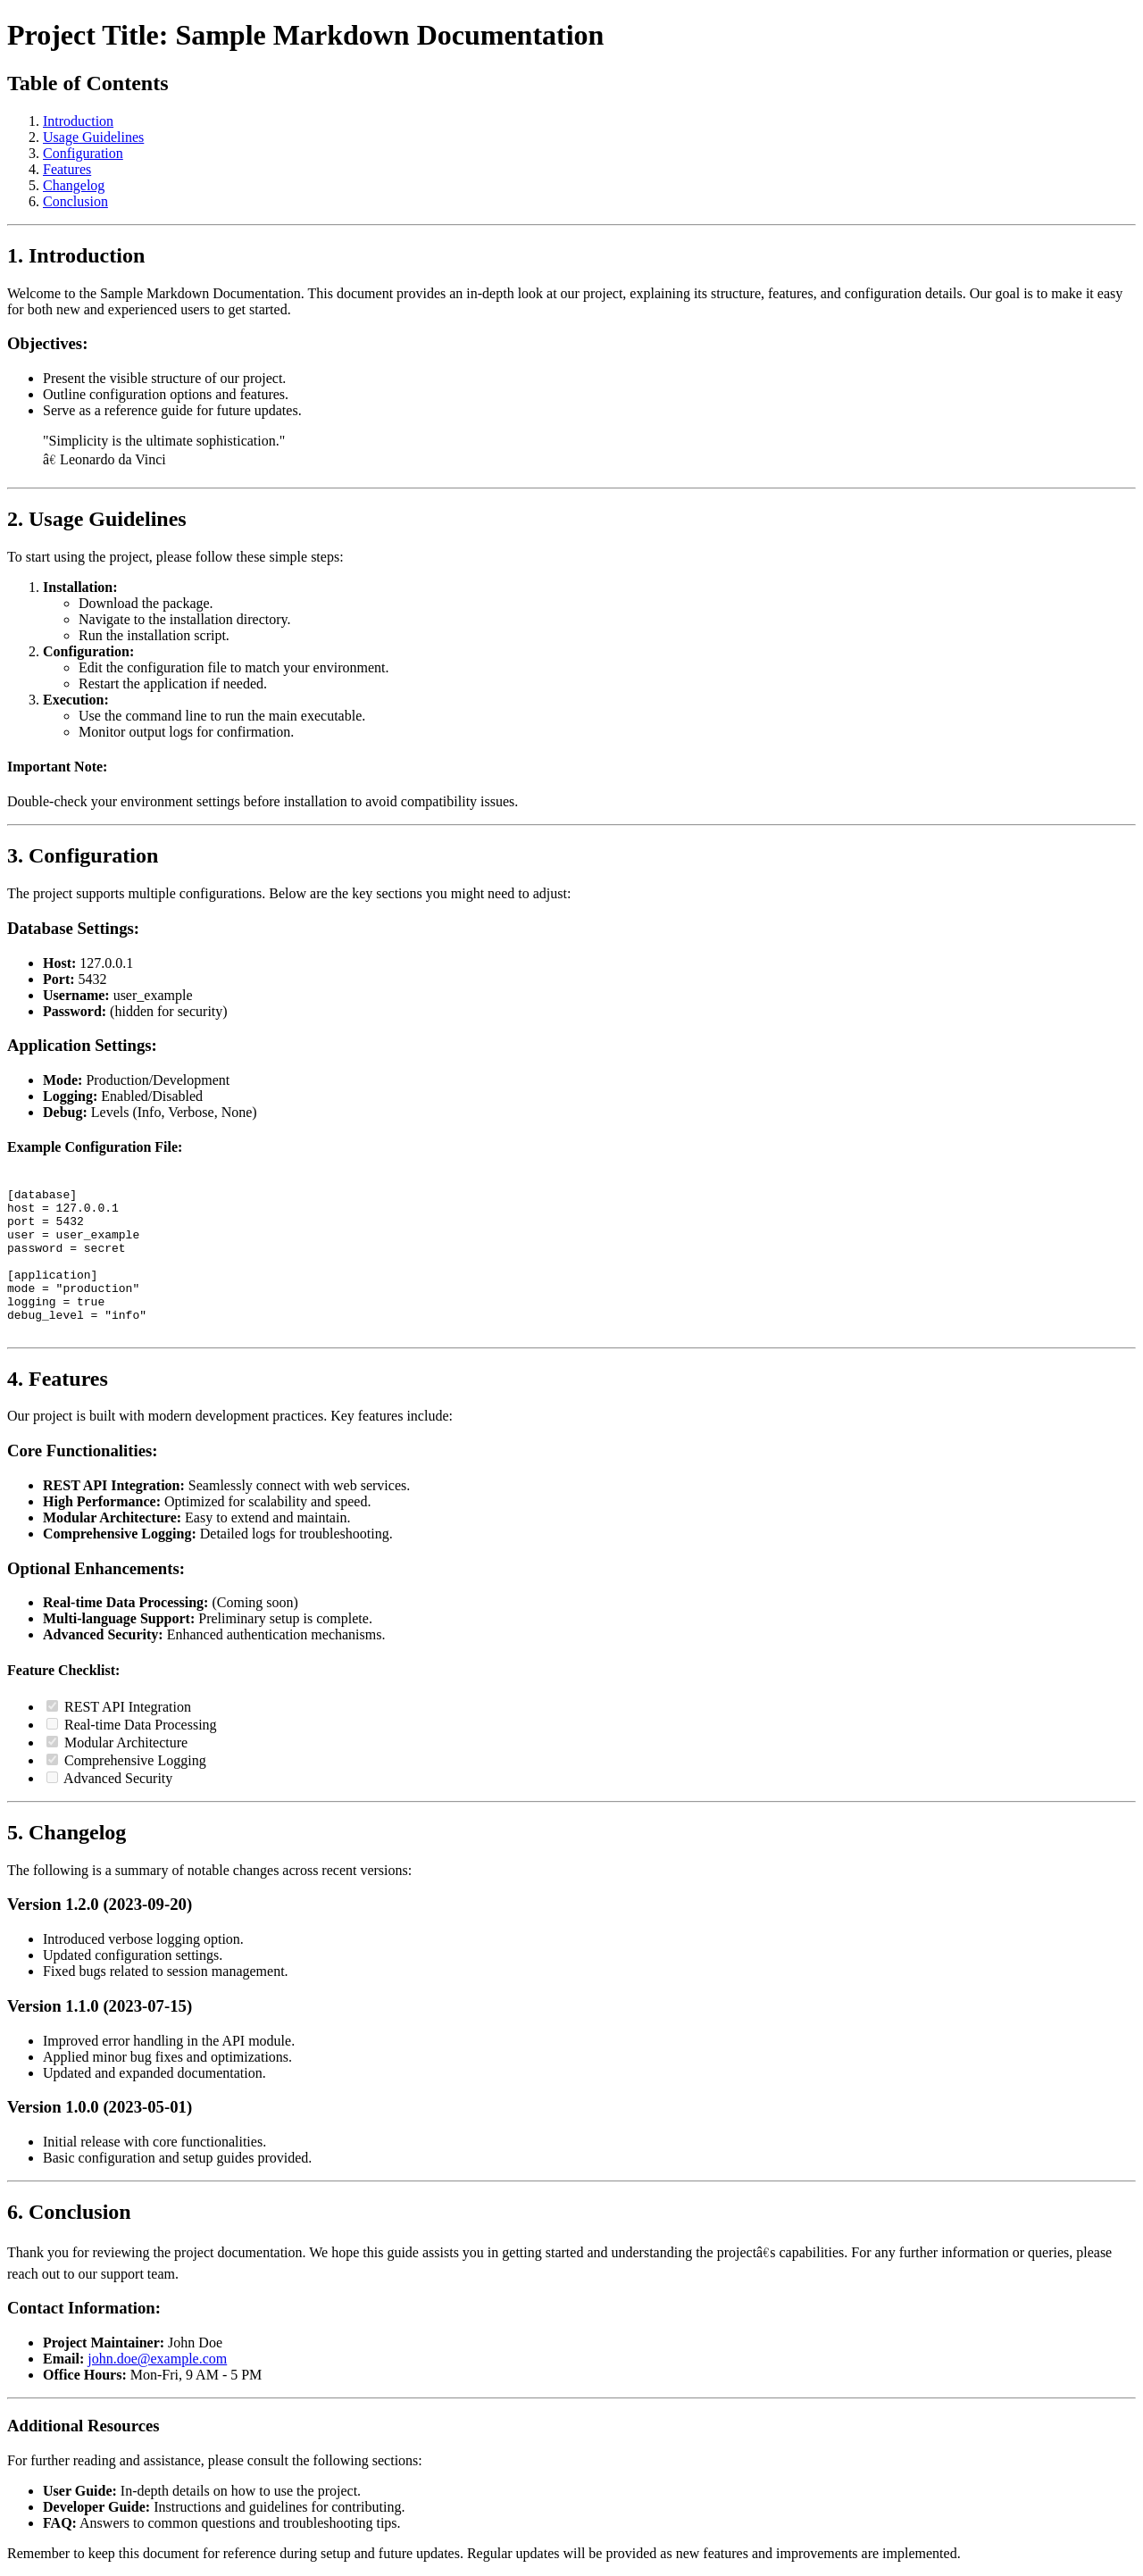 Project Title: Sample Markdown Documentation
Table of Contents
1. Introduction
2. Usage Guidelines
3. Configuration
4. Features
5. Changelog
6. Conclusion
1. Introduction
Welcome to the Sample Markdown Documentation. This document provides an in-depth look at our project, explaining its structure, features, and configuration details. Our goal is to make it easy
for both new and experienced users to get started.
Objectives:
• Present the visible structure of our project.
• Outline configuration options and features.
• Serve as a reference guide for future updates.
"Simplicity is the ultimate sophistication."
â€ Leonardo da Vinci
2. Usage Guidelines
To start using the project, please follow these simple steps:
1. Installation:
◦ Download the package.
◦ Navigate to the installation directory.
◦ Run the installation script.
2. Configuration:
◦ Edit the configuration file to match your environment.
◦ Restart the application if needed.
3. Execution:
◦ Use the command line to run the main executable.
◦ Monitor output logs for confirmation.
Important Note:
Double-check your environment settings before installation to avoid compatibility issues.
3. Configuration
The project supports multiple configurations. Below are the key sections you might need to adjust:
Database Settings:
• Host: 127.0.0.1
• Port: 5432
• Username: user_example
• Password: (hidden for security)
Application Settings:
• Mode: Production/Development
• Logging: Enabled/Disabled
• Debug: Levels (Info, Verbose, None)
Example Configuration File:
[database]
host = 127.0.0.1
port = 5432
user = user_example
password = secret
[application]
mode = "production"
logging = true
debug_level = "info"
4. Features
Our project is built with modern development practices. Key features include:
Core Functionalities:
• REST API Integration: Seamlessly connect with web services.
• High Performance: Optimized for scalability and speed.
• Modular Architecture: Easy to extend and maintain.
• Comprehensive Logging: Detailed logs for troubleshooting.
Optional Enhancements:
• Real-time Data Processing: (Coming soon)
• Multi-language Support: Preliminary setup is complete.
• Advanced Security: Enhanced authentication mechanisms.
Feature Checklist:
• ☑ REST API Integration
• ☐ Real-time Data Processing
• ☑ Modular Architecture
• ☑ Comprehensive Logging
• ☐ Advanced Security
5. Changelog
The following is a summary of notable changes across recent versions:
Version 1.2.0 (2023-09-20)
• Introduced verbose logging option.
• Updated configuration settings.
• Fixed bugs related to session management.
Version 1.1.0 (2023-07-15)
• Improved error handling in the API module.
• Applied minor bug fixes and optimizations.
• Updated and expanded documentation.
Version 1.0.0 (2023-05-01)
• Initial release with core functionalities.
• Basic configuration and setup guides provided.
6. Conclusion
Thank you for reviewing the project documentation. We hope this guide assists you in getting started and understanding the projectâ€s capabilities. For any further information or queries, please
reach out to our support team.
Contact Information:
• Project Maintainer: John Doe
• Email: john.doe@example.com
• Office Hours: Mon-Fri, 9 AM - 5 PM
Additional Resources
For further reading and assistance, please consult the following sections:
• User Guide: In-depth details on how to use the project.
• Developer Guide: Instructions and guidelines for contributing.
• FAQ: Answers to common questions and troubleshooting tips.
Remember to keep this document for reference during setup and future updates. Regular updates will be provided as new features and improvements are implemented.